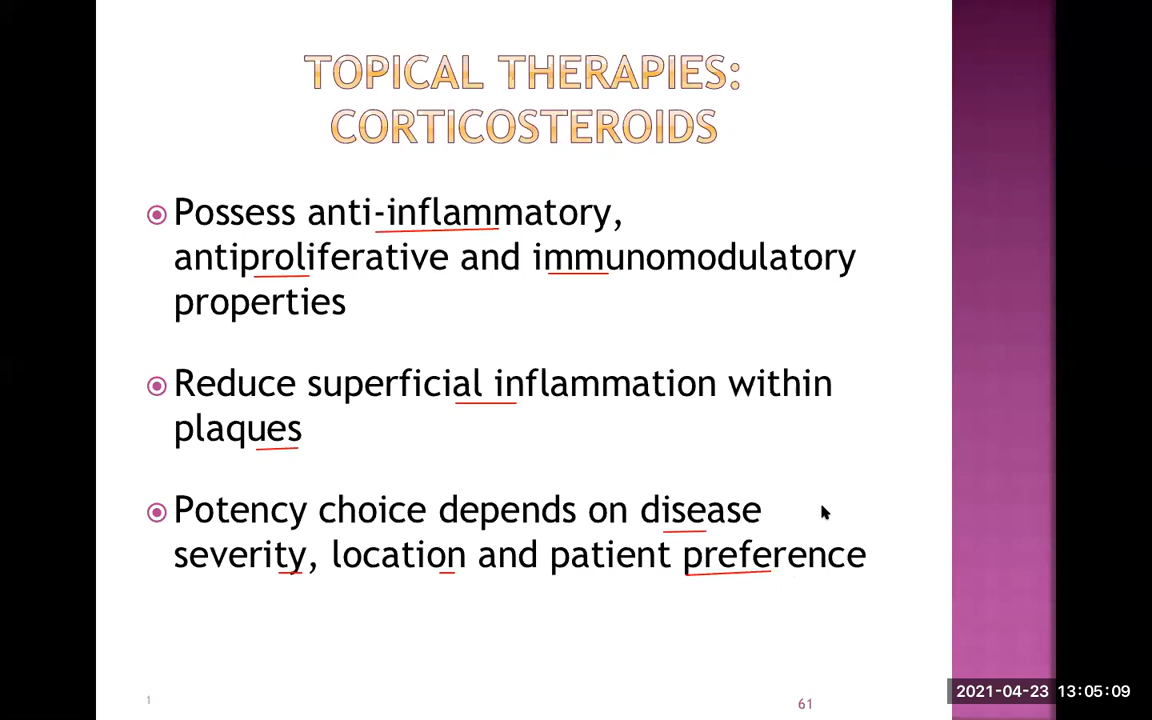 TOPICAL THERAPIES:
CORTICOSTEROIDS
Possess anti-inflammatory,
antiproliferative and immunomodulatory
properties
Reduce superficial inflammation within
plaques
Potency choice depends on disease
severity, location and patient preference
1
61
2021-04-23 13:05:09